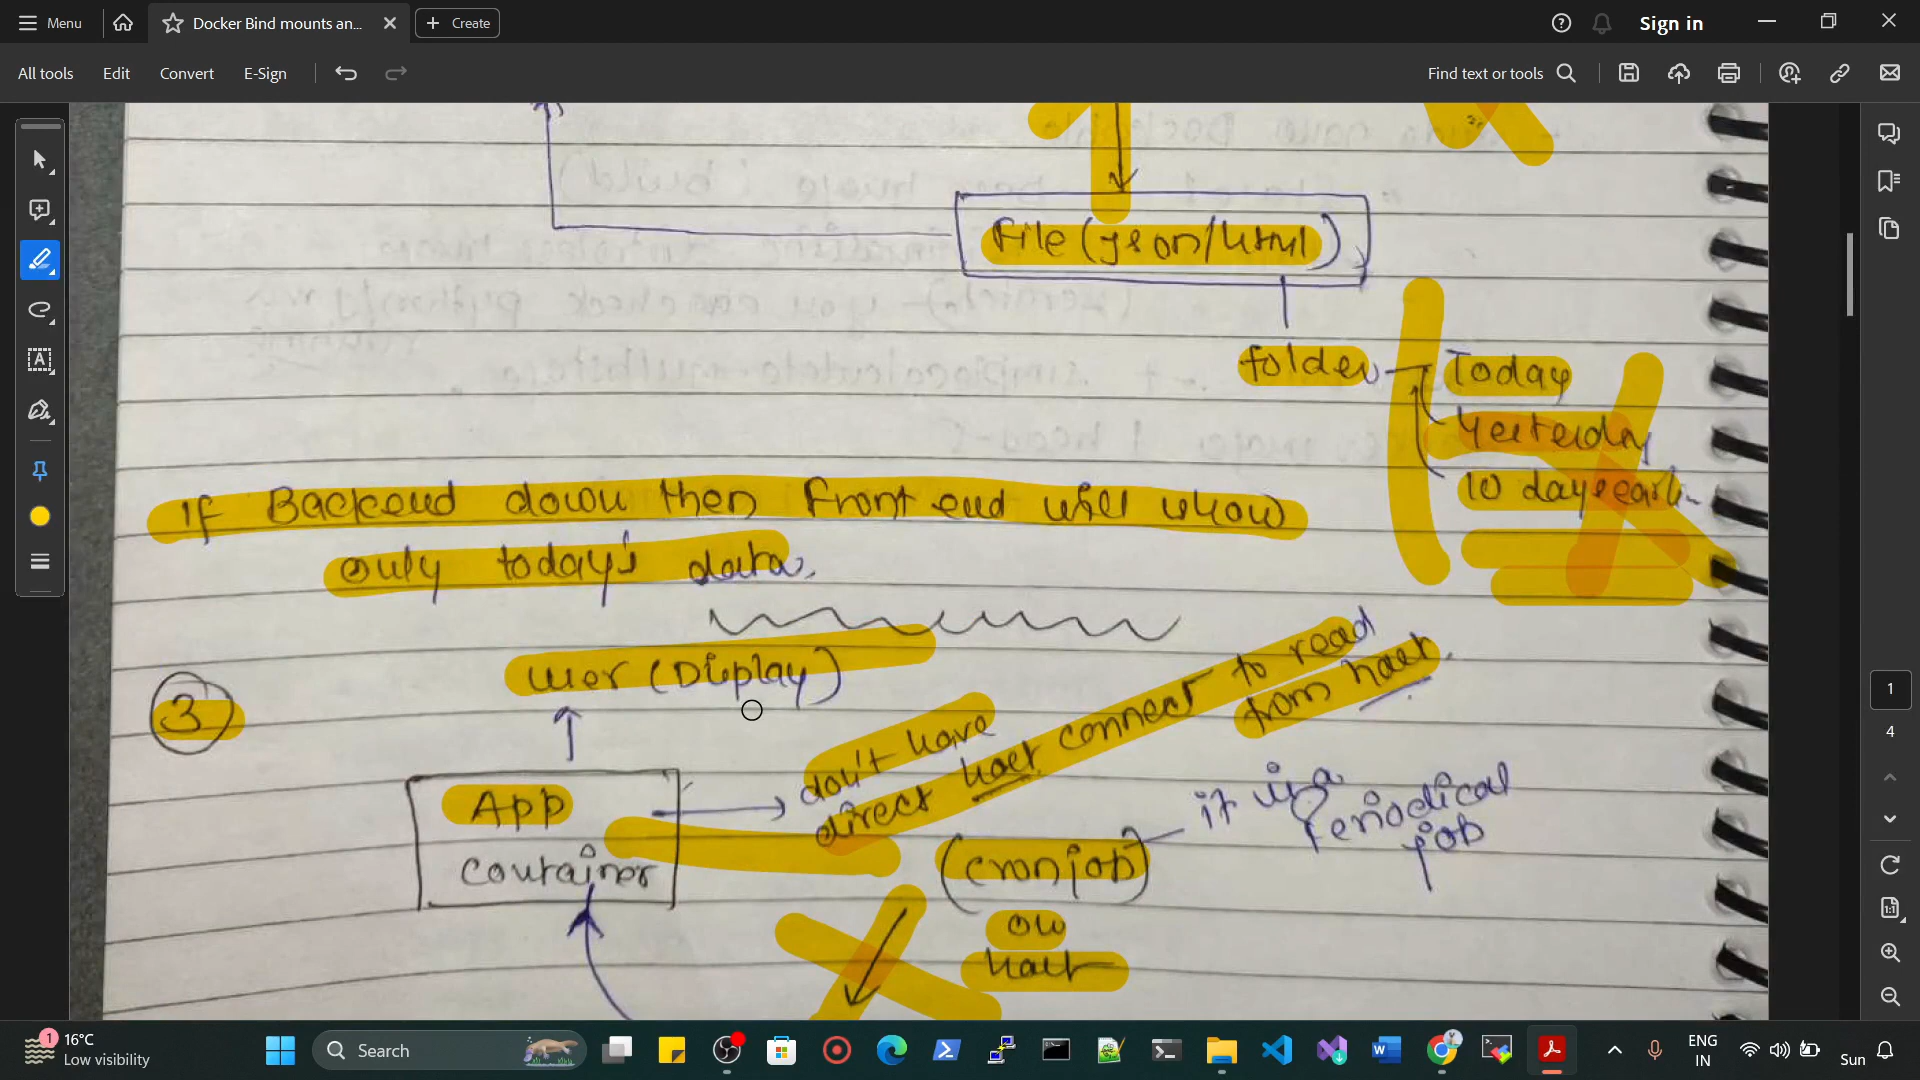 Menu
Docker Bind mounts an...
Create
Sign in
All tools
Edit
Convert
E-Sign
Find text or tools
File (json/html)
folder
Today
Yesterday
10 days earli-
If Backend down then Front end will show
only today's data.
3
User (Display)
don't have
direct host connect to read
from host.
App
container
(cronjob)
it is a
Periodical
job
on
host
1
4
1
16°C
Low visibility
Search
ENG
IN
Sun